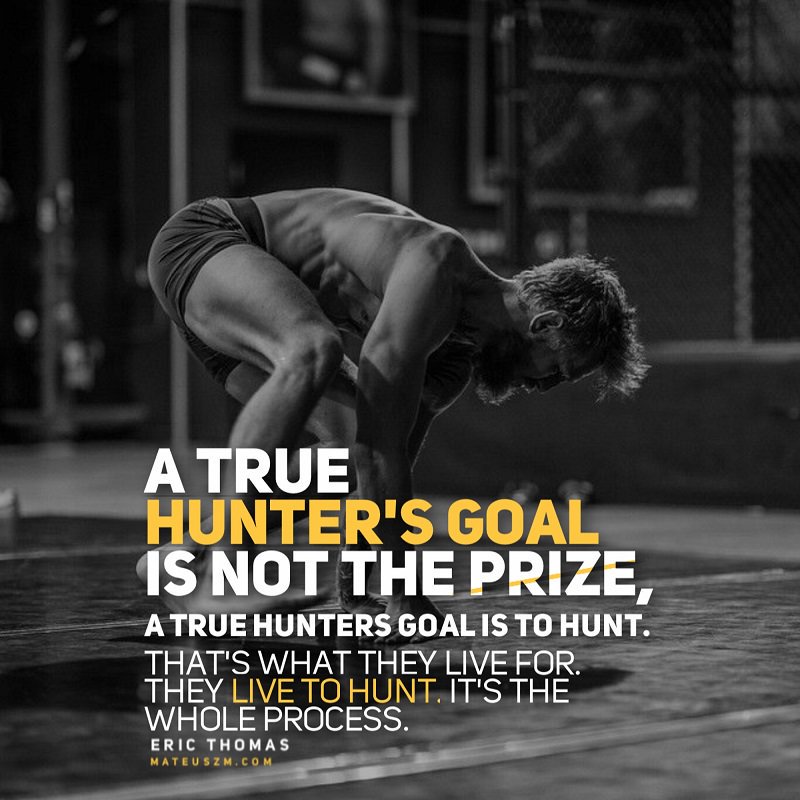 A TRUE
HUNTER'S GOAL
IS NOT THE PRIZE,
A TRUE HUNTERS GOAL IS TO HUNT.
THAT'S WHAT THEY LIVE FOR.
THEY LIVE TO HUNT. IT'S THE
WHOLE PROCESS.
ERIC THOMAS
MATEUSZM.COM